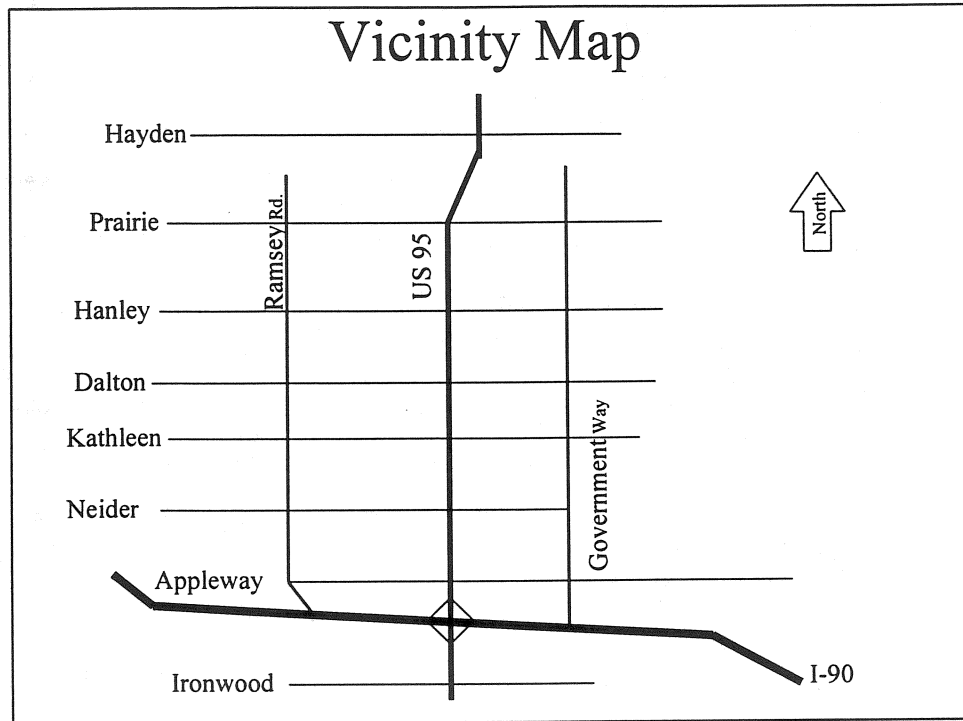 Vicinity Map
Hayden
Prairie
Ramsey Rd.
US 95
North
Hanley
Dalton
Kathleen
Government Way
Neider
Appleway
Ironwood
I-90